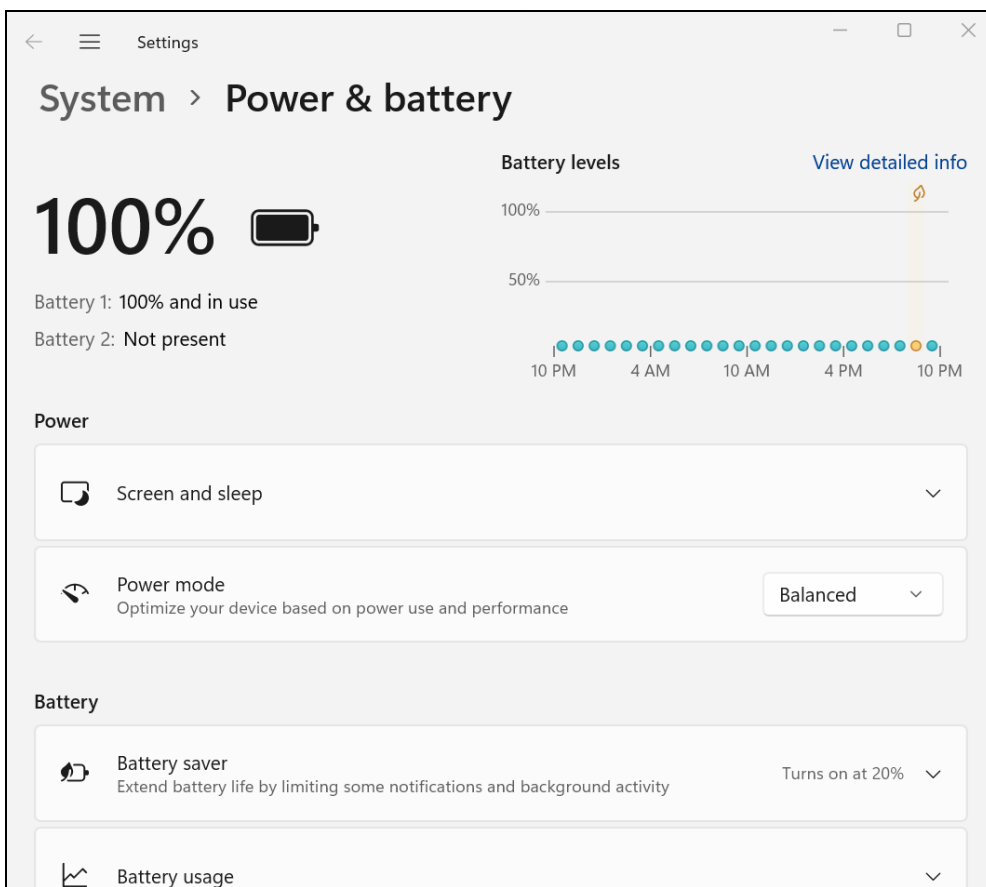 Settings
System > Power & battery
Battery levels View detailed info
100%
100%
50%
Battery 1: 100% and in use
Battery 2: Not present
10 PM 4 AM 10 AM 4 PM 10 PM
Power
Screen and sleep
Power mode
Optimize your device based on power use and performance
Balanced
Battery
Battery saver
Extend battery life by limiting some notifications and background activity
Turns on at 20%
Battery usage